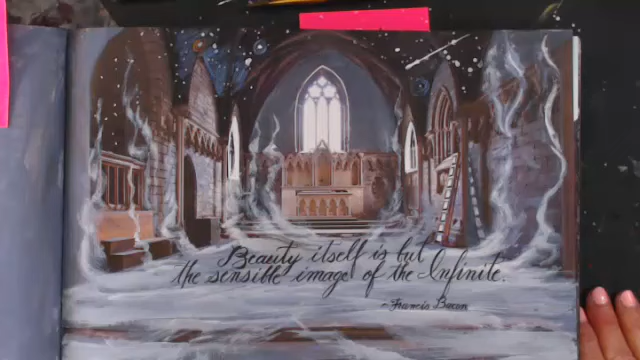 Beauty itself is but
the sensible image of the Infinite.
- Francis Bacon